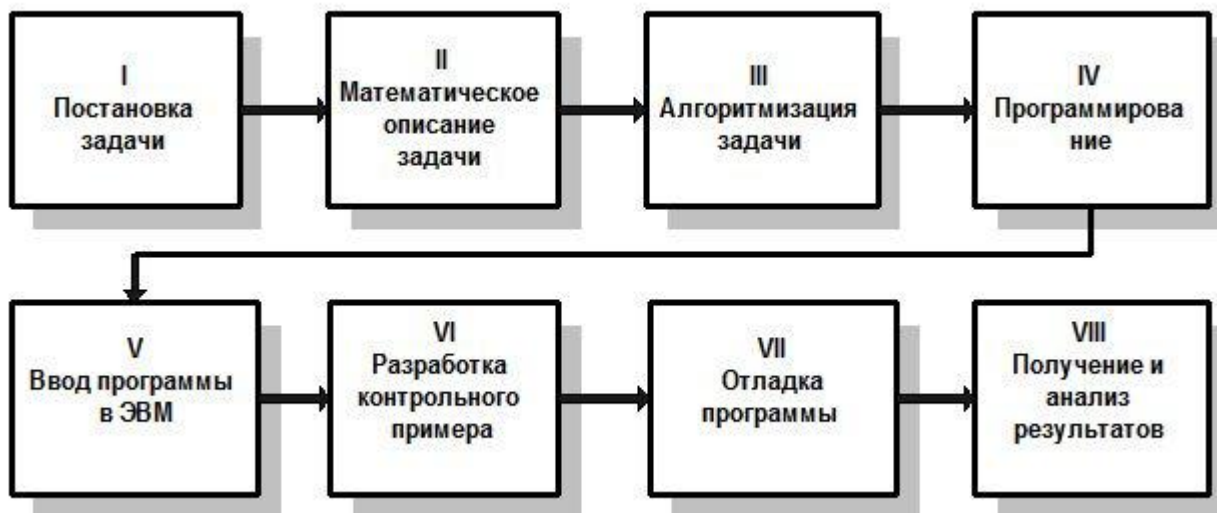 I
Постановка
задачи
II
Математическое
описание
задачи
III
Алгоритмизация
задачи
IV
Программирова
ние
V
Ввод программы
в ЭВМ
VI
Разработка
контрольного
примера
VII
Отладка
программы
VIII
Получение и
анализ
результатов